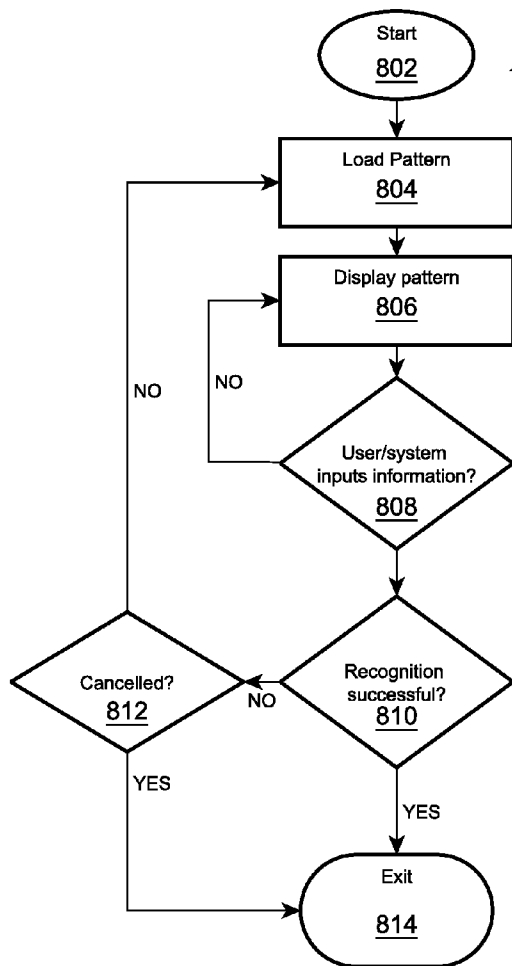 Start
802
Load Pattern
804
Display pattern
806
NO
NO
User/system
inputs information?
808
Cancelled?
812
NO
Recognition
successful?
810
YES
YES
Exit
814